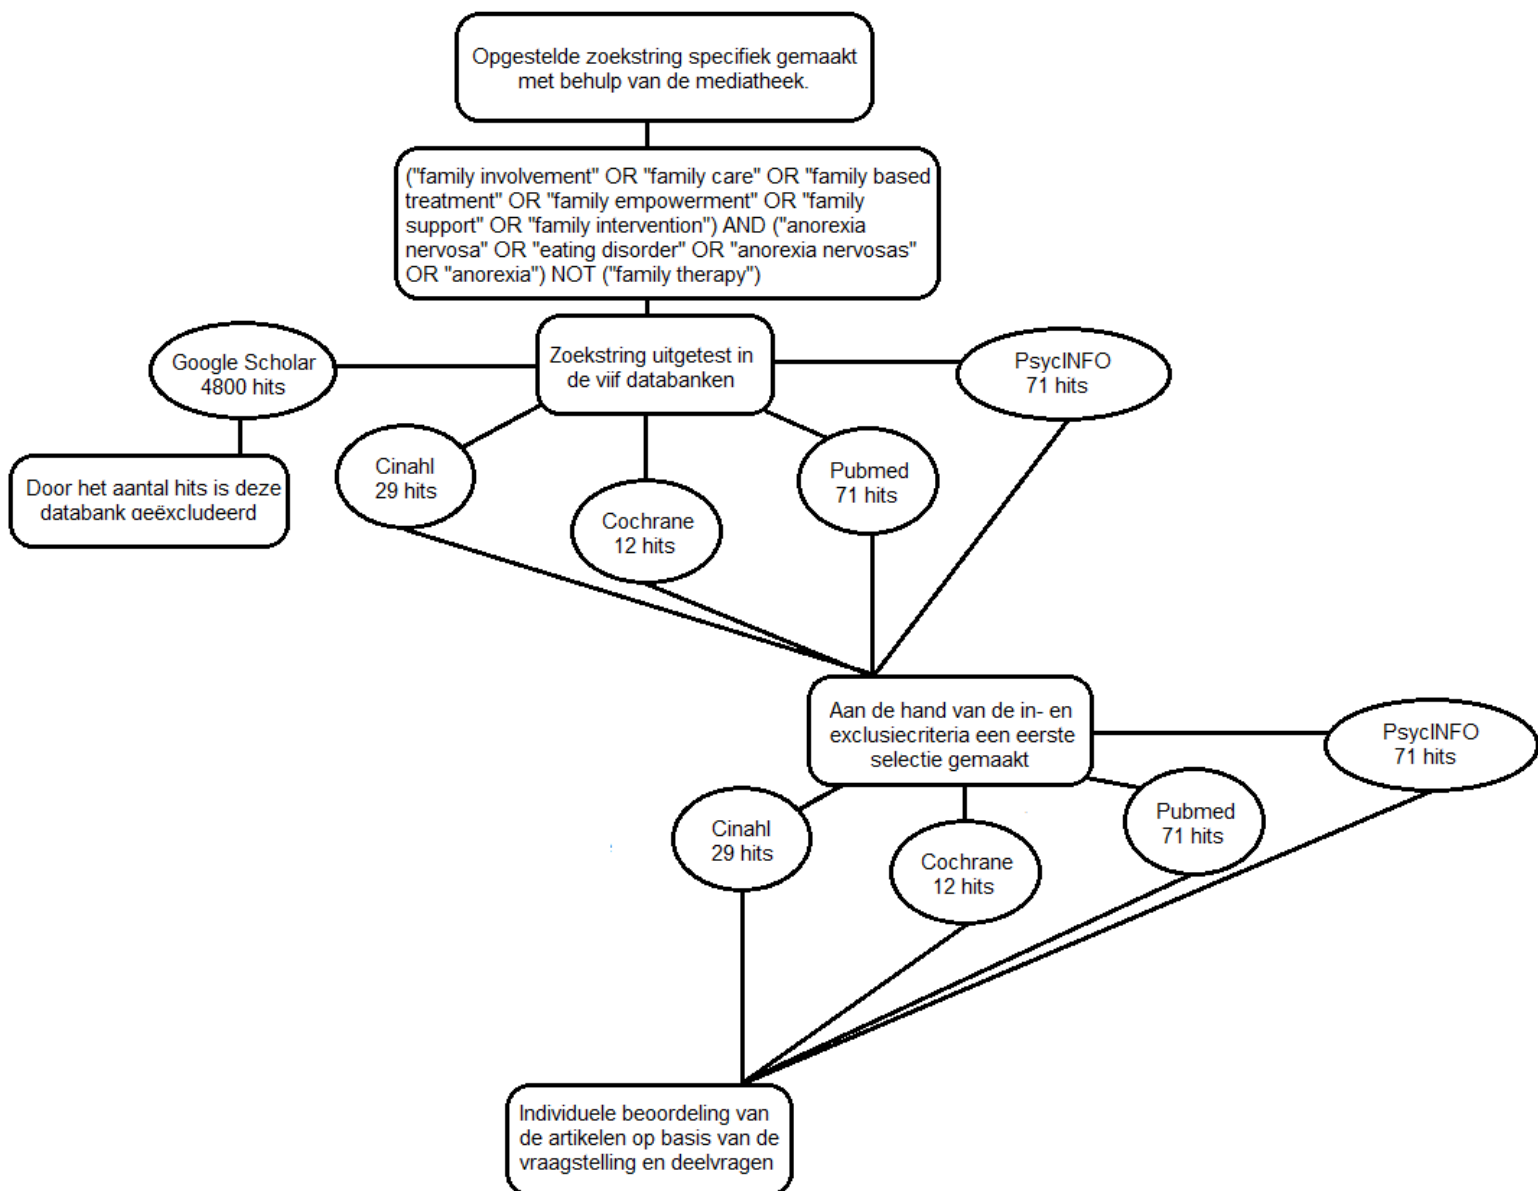 Opgestelde zoekstring specifiek gemaakt
met behulp van de mediatheek.
("family involvement" OR "family care" OR "family based
treatment" OR "family empowerment" OR "family
support" OR "family intervention") AND ("anorexia
nervosa" OR "eating disorder" OR "anorexia nervosas"
OR "anorexia") NOT ("family therapy")
Google Scholar
4800 hits
Zoekstring uitgetest in
de vijf databanken
PsycINFO
71 hits
Cinahl
29 hits
Cochrane
12 hits
Pubmed
71 hits
Door het aantal hits is deze
databank geëxcludeerd
Aan de hand van de in- en
exclusiecriteria een eerste
selectie gemaakt
PsycINFO
71 hits
Cinahl
29 hits
Cochrane
12 hits
Pubmed
71 hits
Individuele beoordeling van
de artikelen op basis van de
vraagstelling en deelvragen